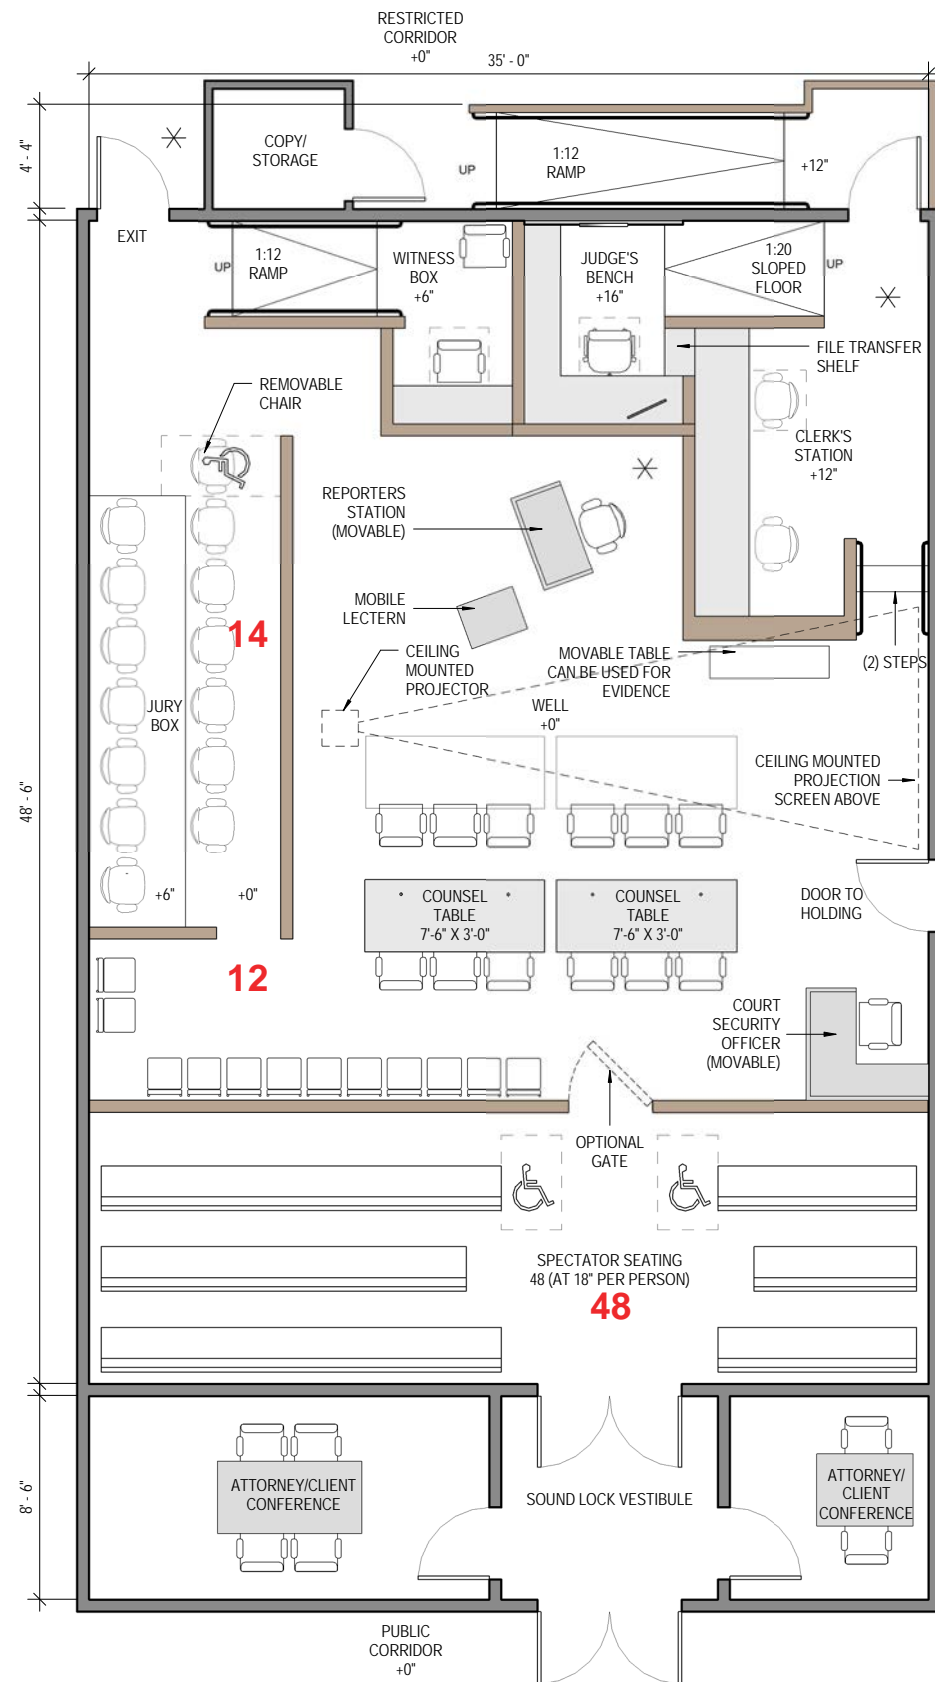 RESTRICTED
CORRIDOR
+0"
35' - 0"
4' - 4"
COPY/
STORAGE
UP
1:12
RAMP
+12"
EXIT
UP
1:12
RAMP
WITNESS
BOX
+6"
JUDGE'S
BENCH
+16"
1:20
SLOPED
FLOOR
UP
FILE TRANSFER
SHELF
REMOVABLE
CHAIR
CLERK'S
STATION
+12"
REPORTERS
STATION
(MOVABLE)
MOBILE
LECTERN
14
CEILING
MOUNTED
PROJECTOR
MOVABLE TABLE
CAN BE USED FOR
EVIDENCE
(2) STEPS
JURY
BOX
WELL
+0"
CEILING MOUNTED
PROJECTION
SCREEN ABOVE
48' - 6"
+6"
+0"
COUNSEL
TABLE
7'-6" X 3'-0"
COUNSEL
TABLE
7'-6" X 3'-0"
DOOR TO
HOLDING
12
COURT
SECURITY
OFFICER
(MOVABLE)
OPTIONAL
GATE
SPECTATOR SEATING
48 (AT 18" PER PERSON)
48
8' - 6"
ATTORNEY/CLIENT
CONFERENCE
SOUND LOCK VESTIBULE
ATTORNEY/
CLIENT
CONFERENCE
PUBLIC
CORRIDOR
+0"